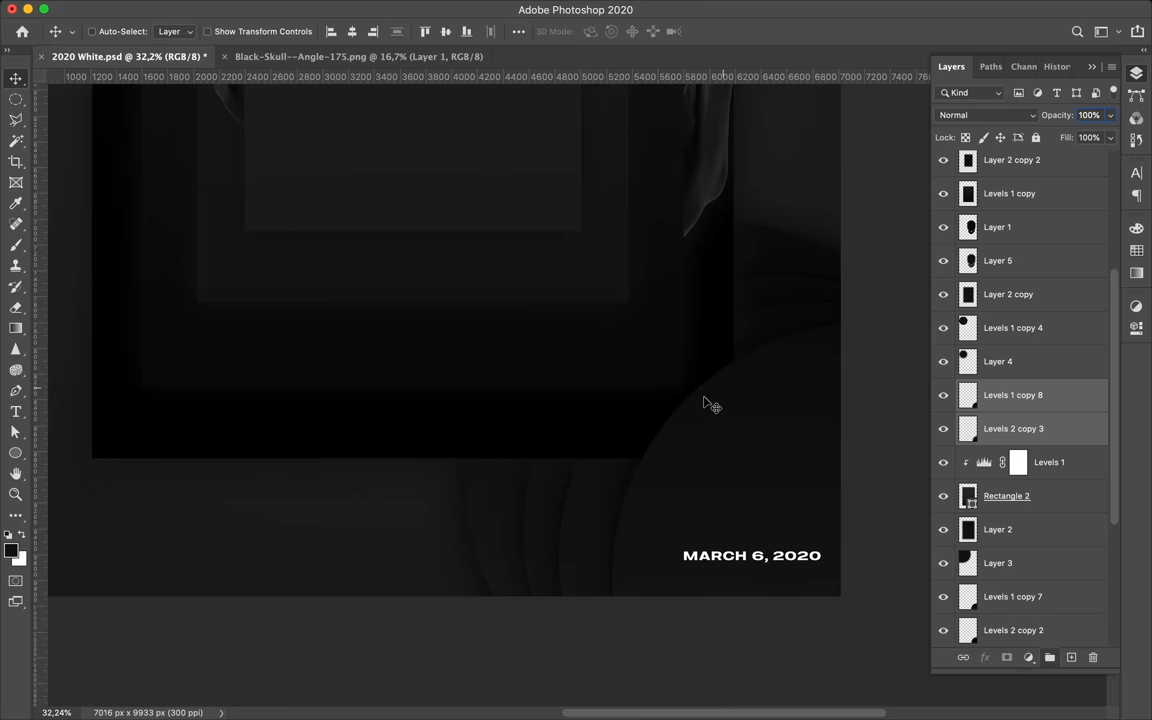 Adobe Photoshop 2020
Auto-Select: Layer Show Transform Controls 3D Mode:
2020 White.psd @ 32,2% (RGB/8) * Black-Skull--Angle-175.png @ 16,7% (Layer 1, RGB/8)
1000 1200 1400 1600 1800 2000 2200 2400 2600 2800 3000 3200 3400 3600 3800 4000 4200 4400 4600 4800 5000 5200 5400 5600 5800 6000 6200 6400 6600 6800 7000 7200 7400 7600
Layers Paths Chann Histor
Kind
Normal Opacity: 100%
Lock: Fill: 100%
Layer 2 copy 2
Levels 1 copy
Layer 1
Layer 5
Layer 2 copy
Levels 1 copy 4
Layer 4
Levels 1 copy 8
Levels 2 copy 3
Levels 1
Rectangle 2
Layer 2
Layer 3
Levels 1 copy 7
Levels 2 copy 2
MARCH 6, 2020
32,24% 7016 px x 9933 px (300 ppi)